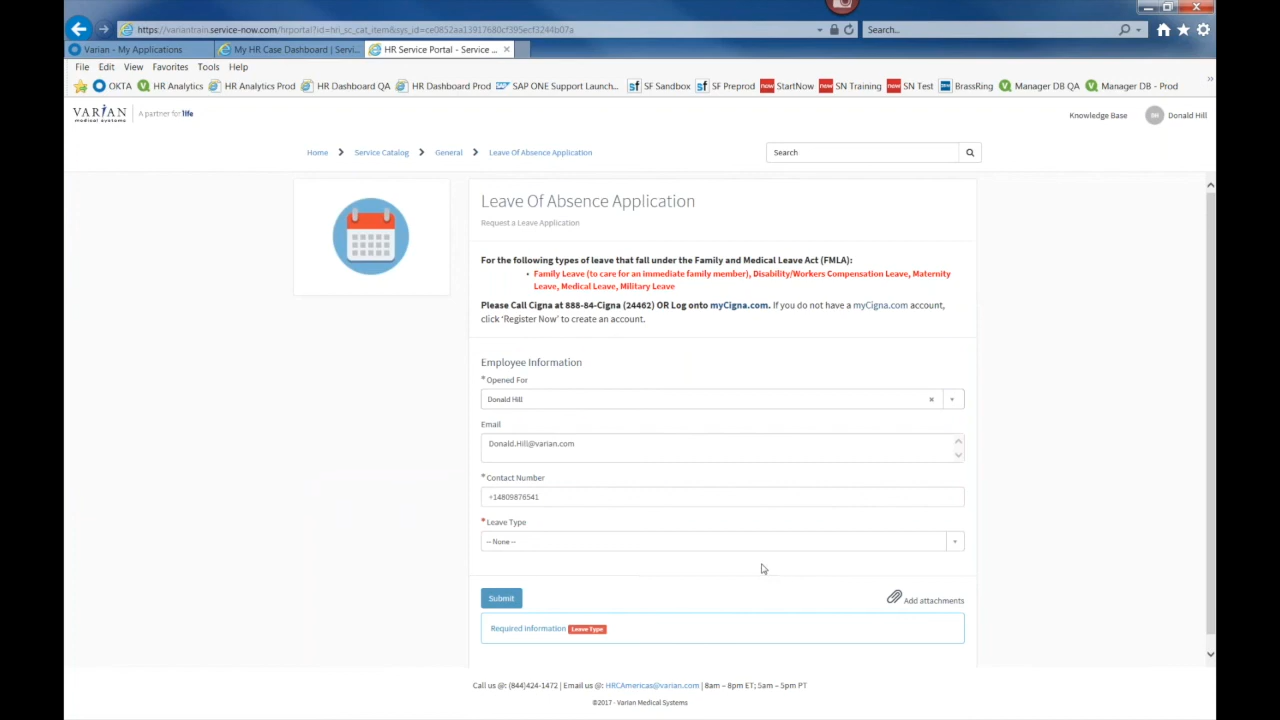 https://variantrain.service-now.com/hrportal?id=hri_sc_cat_item&sys_id=ce0852aa13917680cf395ecf3244b07a
Search...
Varian - My Applications
My HR Case Dashboard | Servi...
HR Service Portal - Service ...
File Edit View Favorites Tools Help
OKTA HR Analytics HR Analytics Prod HR Dashboard QA HR Dashboard Prod SAP ONE Support Launch... SF Sandbox SF Preprod StartNow SN Training SN Test BrassRing Manager DB QA Manager DB - Prod
VARIAN
medical systems
A partner for life
Knowledge Base
DH
Donald Hill
Home
Service Catalog
General
Leave Of Absence Application
Search
Leave Of Absence Application
Request a Leave Application
For the following types of leave that fall under the Family and Medical Leave Act (FMLA):
• Family Leave (to care for an immediate family member), Disability/Workers Compensation Leave, Maternity
Leave, Medical Leave, Military Leave
Please Call Cigna at 888-84-Cigna (24462) OR Log onto myCigna.com. If you do not have a myCigna.com account,
click 'Register Now' to create an account.
Employee Information
*Opened For
Donald Hill
Email
Donald.Hill@varian.com
*Contact Number
+14809876541
*Leave Type
-- None --
Submit
Add attachments
Required information Leave Type
Call us @: (844)424-1472 | Email us @: HRCAmericas@varian.com | 8am – 8pm ET; 5am – 5pm PT
©2017 - Varian Medical Systems